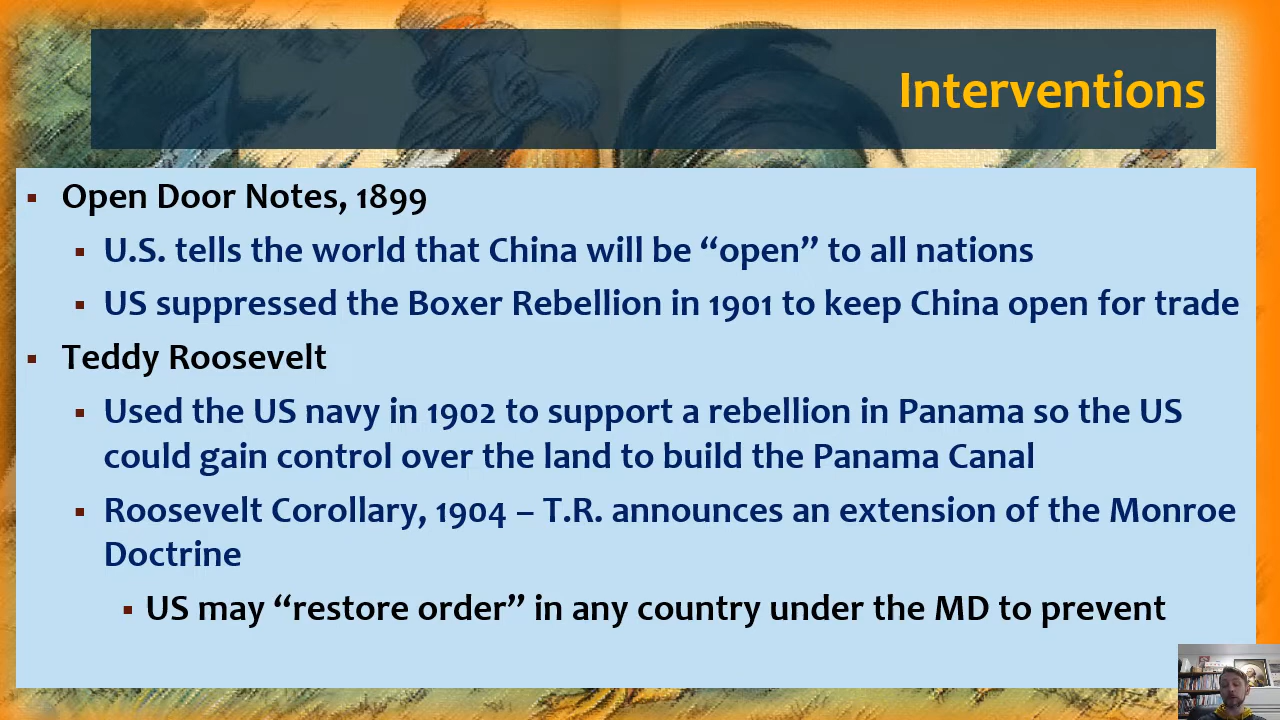 Interventions
Open Door Notes, 1899
U.S. tells the world that China will be “open” to all nations
US suppressed the Boxer Rebellion in 1901 to keep China open for trade
Teddy Roosevelt
Used the US navy in 1902 to support a rebellion in Panama so the US
could gain control over the land to build the Panama Canal
Roosevelt Corollary, 1904 – T.R. announces an extension of the Monroe
Doctrine
US may “restore order” in any country under the MD to prevent